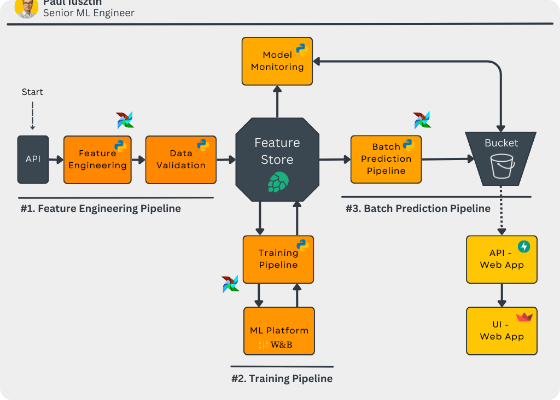 Paul Iusztin
Senior ML Engineer
Model
Monitoring
Start
API
Feature
Engineering
Data
Validation
Feature
Store
Batch
Prediction
Pipeline
Bucket
#1. Feature Engineering Pipeline
#3. Batch Prediction Pipeline
Training
Pipeline
API -
Web App
ML Platform
W&B
UI -
Web App
#2. Training Pipeline